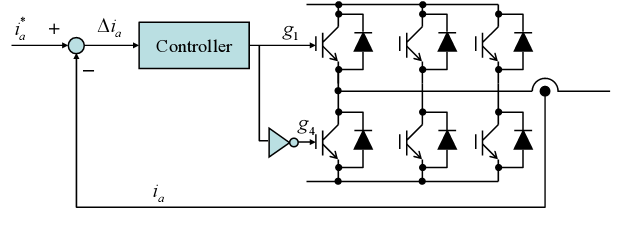 i*a
+
Δia
Controller
g1
−
g4
ia